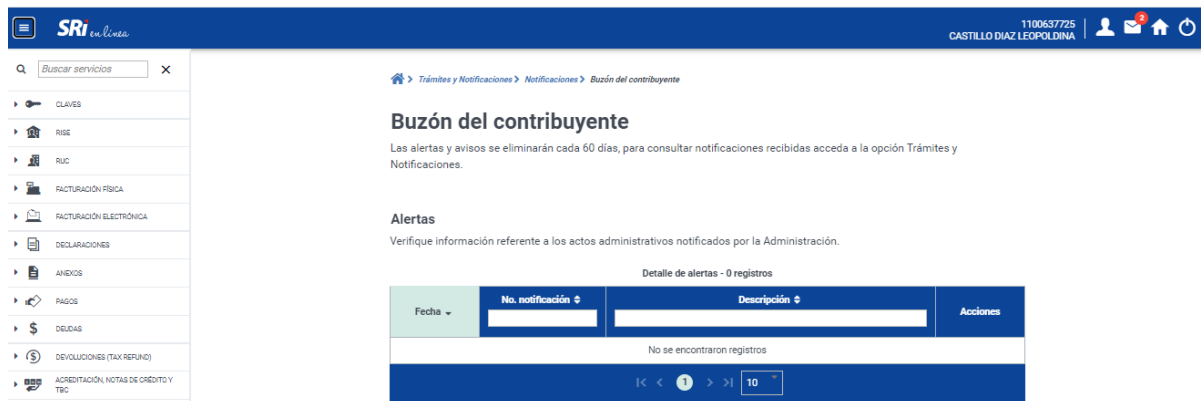 SRi en línea
1100637725
CASTILLO DIAZ LEOPOLDINA
2
Buscar servicios
CLAVES
RISE
RUC
FACTURACIÓN FÍSICA
FACTURACIÓN ELECTRÓNICA
DECLARACIONES
ANEXOS
PAGOS
DEUDAS
DEVOLUCIONES (TAX REFUND)
ACREDITACIÓN, NOTAS DE CRÉDITO Y
TBC
Trámites y Notificaciones > Notificaciones > Buzón del contribuyente
Buzón del contribuyente
Las alertas y avisos se eliminarán cada 60 días, para consultar notificaciones recibidas acceda a la opción Trámites y
Notificaciones.
Alertas
Verifique información referente a los actos administrativos notificados por la Administración.
Detalle de alertas - 0 registros
Fecha No. notificación Descripción Acciones
No se encontraron registros
1 10